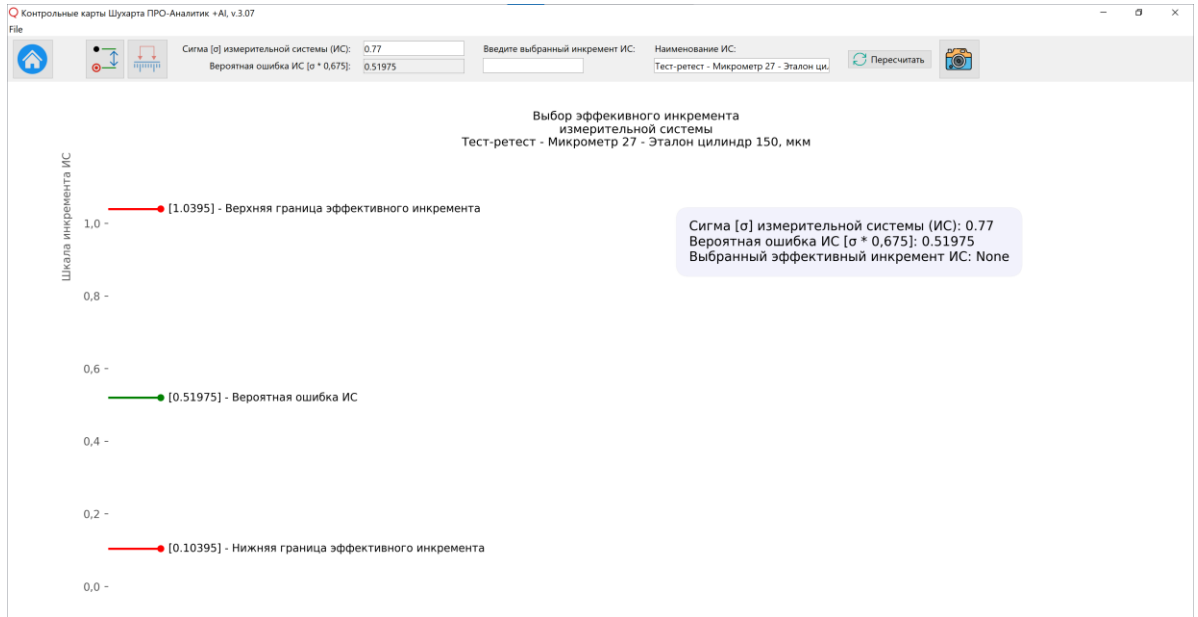 Контрольные карты Шухарта ПРО-Аналитик +AI, v.3.07
File
Сигма [σ] измерительной системы (ИС): 0.77 Введите выбранный инкремент ИС: Наименование ИС:
Вероятная ошибка ИС [σ * 0,675]: 0.51975 Тест-ретест - Микрометр 27 - Эталон ци. Пересчитать
Выбор эффекивного инкремента
измерительной системы
Тест-ретест - Микрометр 27 - Эталон цилиндр 150, мкм
Шкала инкремента ИС
[1.0395] - Верхняя граница эффективного инкремента
1,0
Сигма [σ] измерительной системы (ИС): 0.77
Вероятная ошибка ИС [σ * 0,675]: 0.51975
Выбранный эффективный инкремент ИС: None
0,8
0,6
[0.51975] - Вероятная ошибка ИС
0,4
0,2
[0.10395] - Нижняя граница эффективного инкремента
0,0